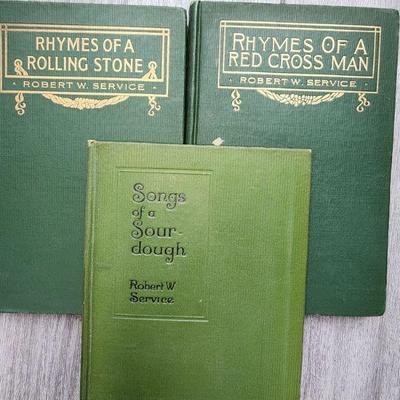 RHYMES OF A
ROLLING STONE
ROBERT W. SERVICE
RHYMES OF A
RED CROSS MAN
ROBERT W. SERVICE
Songs
of a
Sour-
dough
Robert W
Service